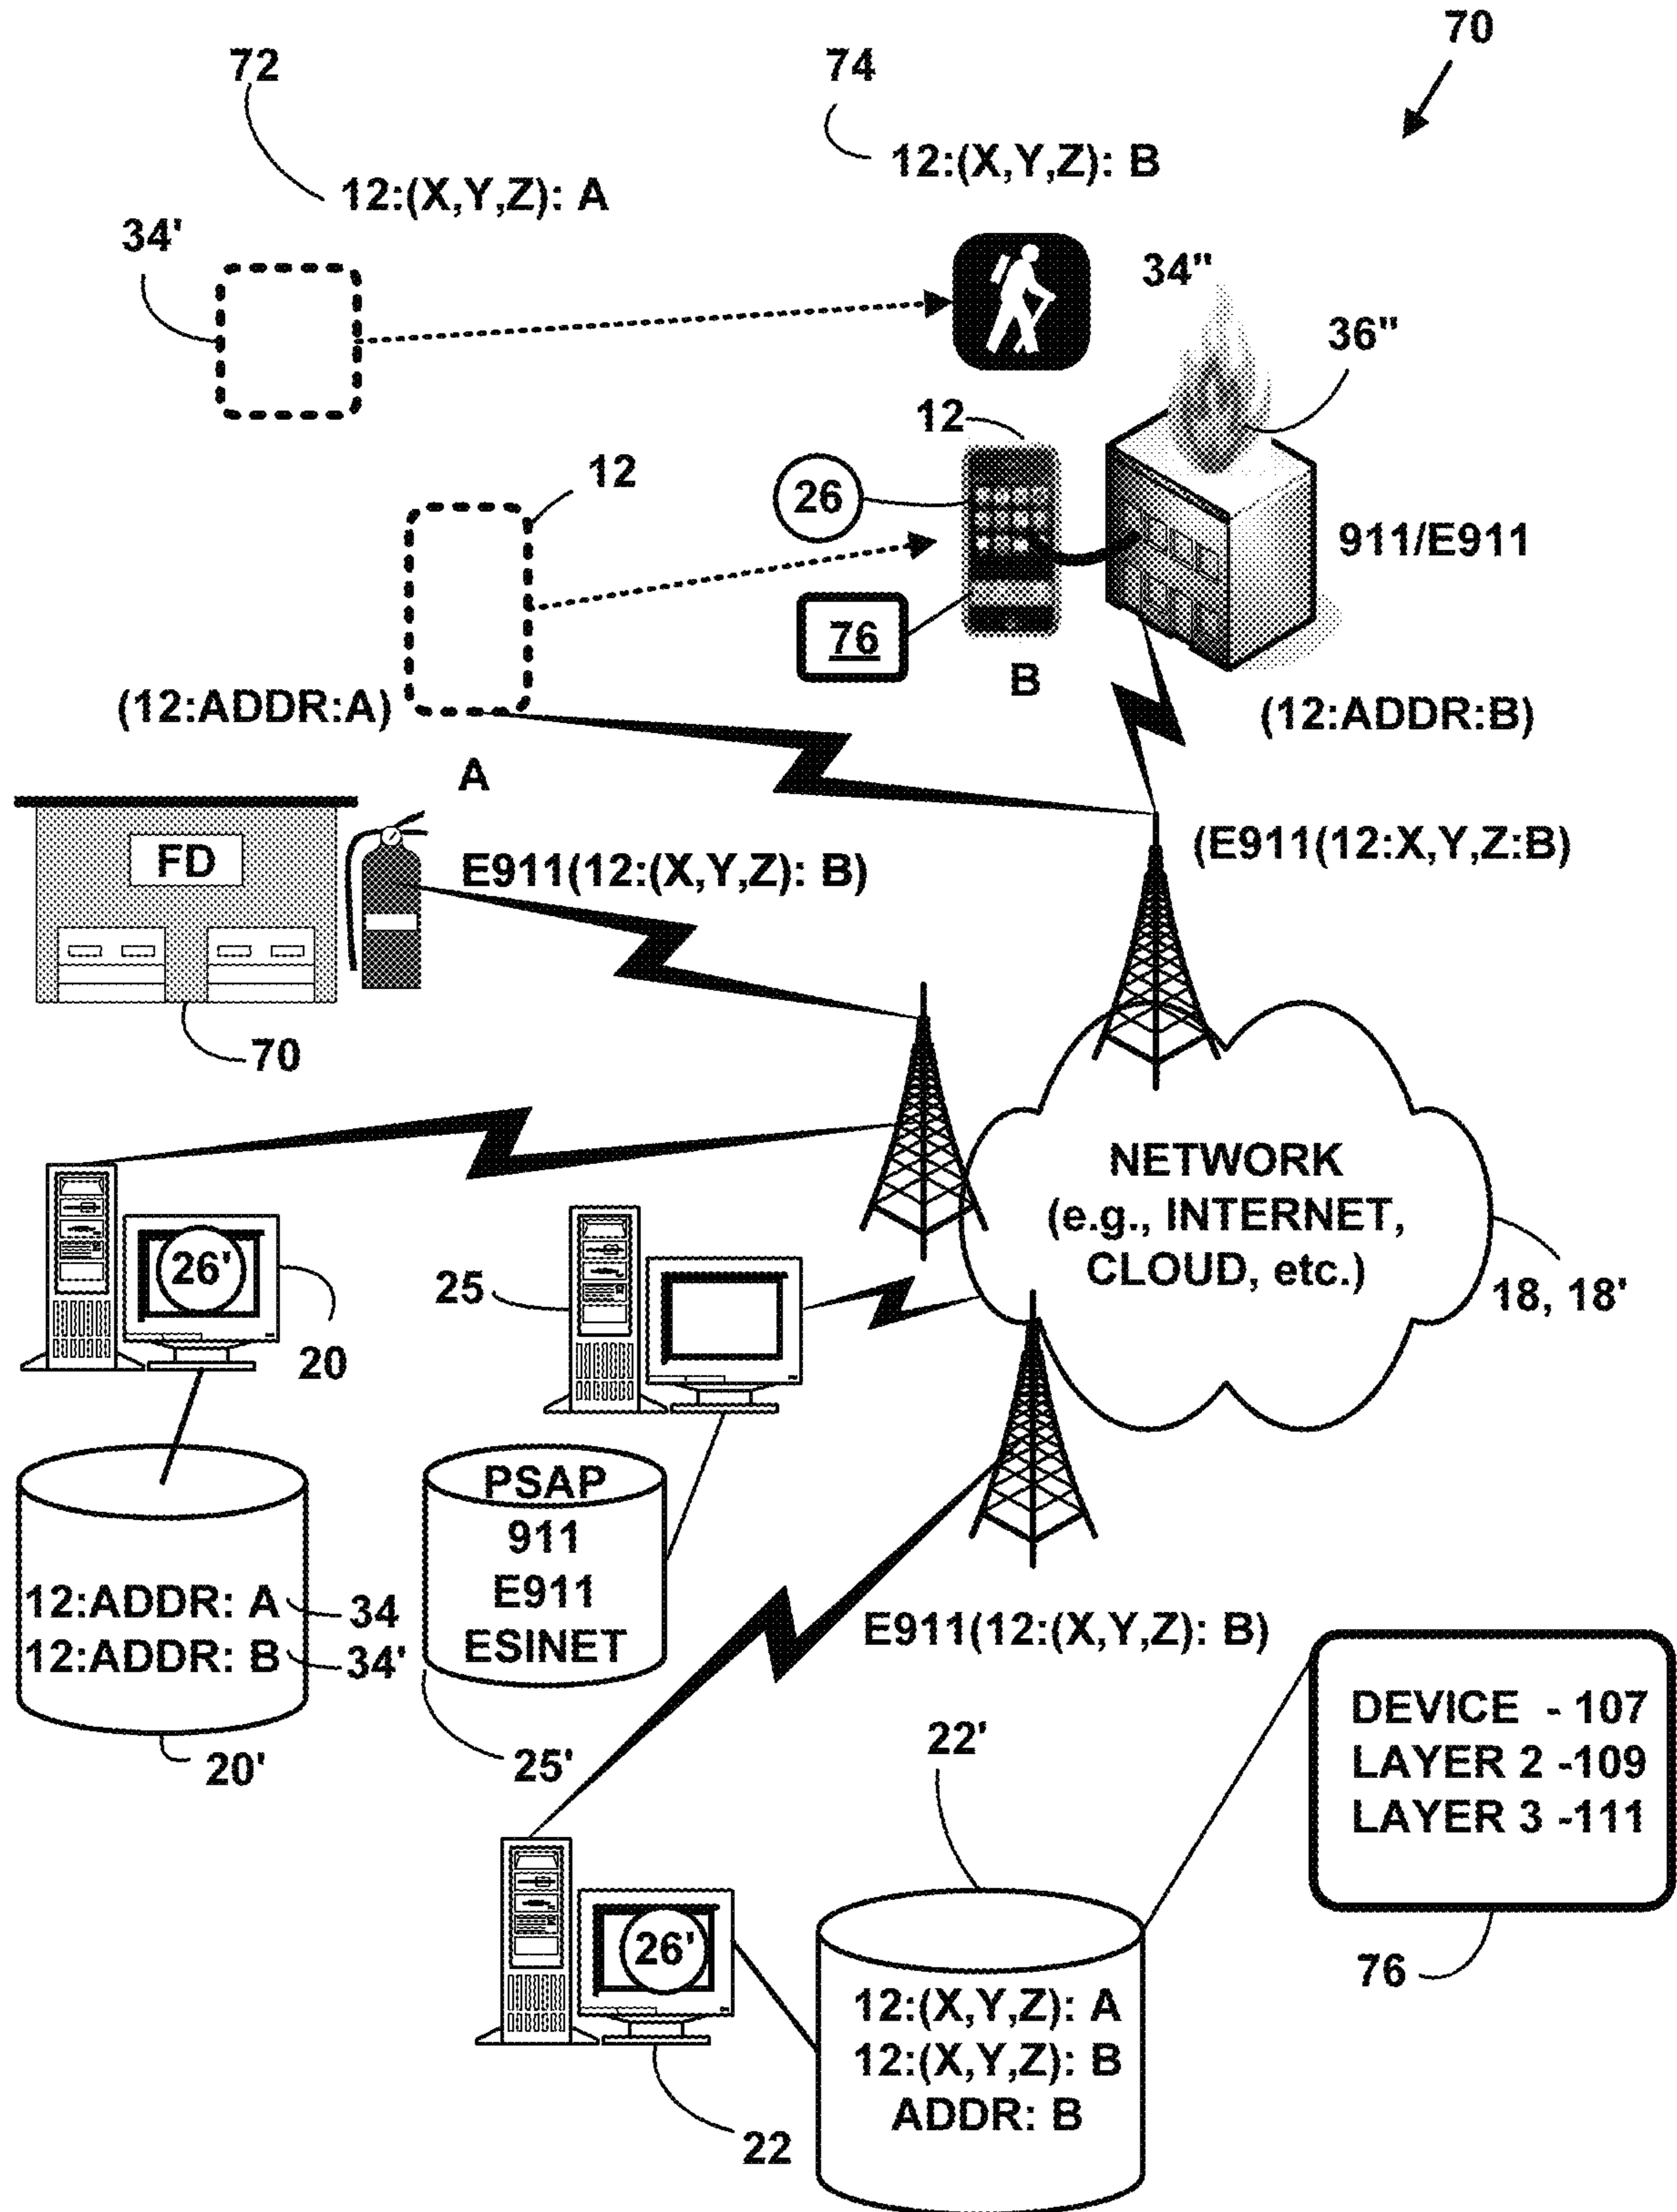 70
72
74
12:(X,Y,Z): B
12:(X,Y,Z): A
34'
34"
36"
12
12
26
911/E911
76
B
(12:ADDR:A)
(12:ADDR:B)
A
FD
E911(12:(X,Y,Z): B)
(E911(12:X,Y,Z:B)
70
NETWORK
(e.g., INTERNET,
CLOUD, etc.)
26'
25
18, 18'
20
PSAP
911
E911
ESINET
12:ADDR: A
34
12:ADDR: B
34'
E911(12:(X,Y,Z): B)
20'
25'
22'
DEVICE - 107
LAYER 2 -109
LAYER 3 -111
26'
76
12:(X,Y,Z): A
12:(X,Y,Z): B
ADDR: B
22